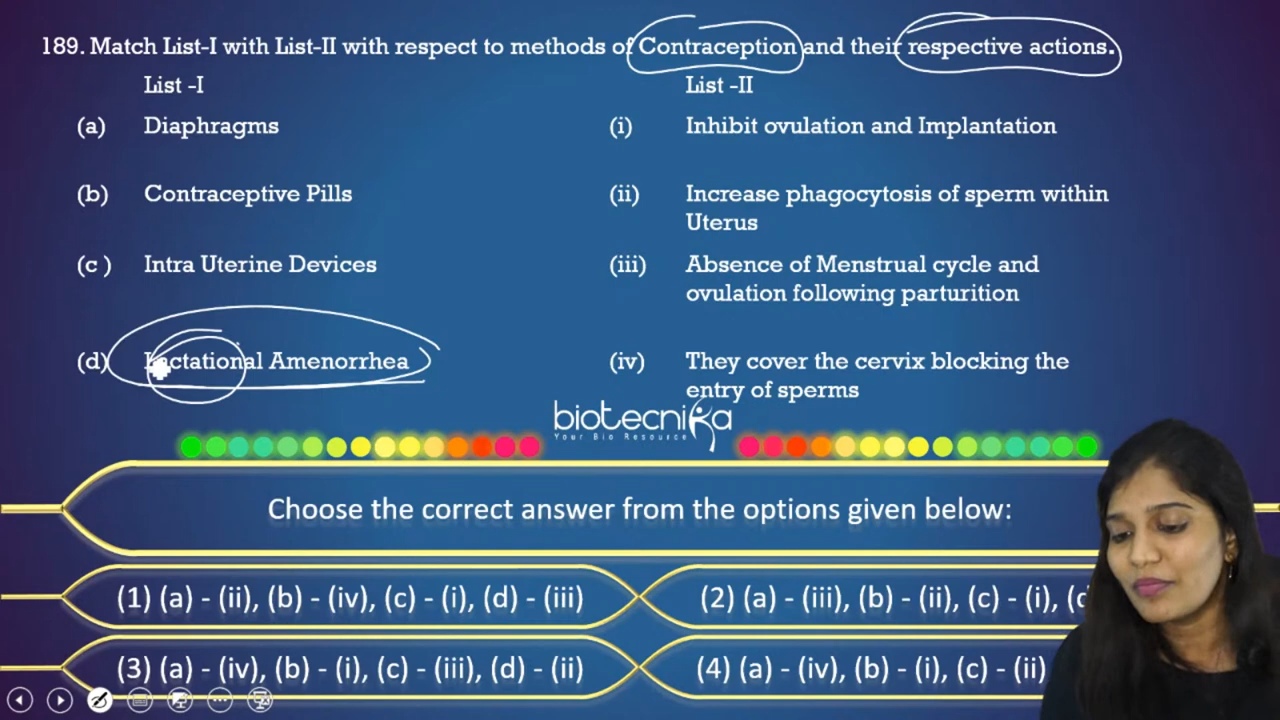 189. Match List-I with List-II with respect to methods of Contraception and their respective actions.
List -I List -II
(a) Diaphragms (i) Inhibit ovulation and Implantation
(b) Contraceptive Pills (ii) Increase phagocytosis of sperm within
Uterus
(c ) Intra Uterine Devices (iii) Absence of Menstrual cycle and
ovulation following parturition
(d) Lactational Amenorrhea (iv) They cover the cervix blocking the
entry of sperms
biotecnika
Your Bio Resource
Choose the correct answer from the options given below:
(1) (a) - (ii), (b) - (iv), (c) - (i), (d) - (iii) (2) (a) - (iii), (b) - (ii), (c) - (i),
(3) (a) - (iv), (b) - (i), (c) - (iii), (d) - (ii) (4) (a) - (iv), (b) - (i), (c) - (ii)